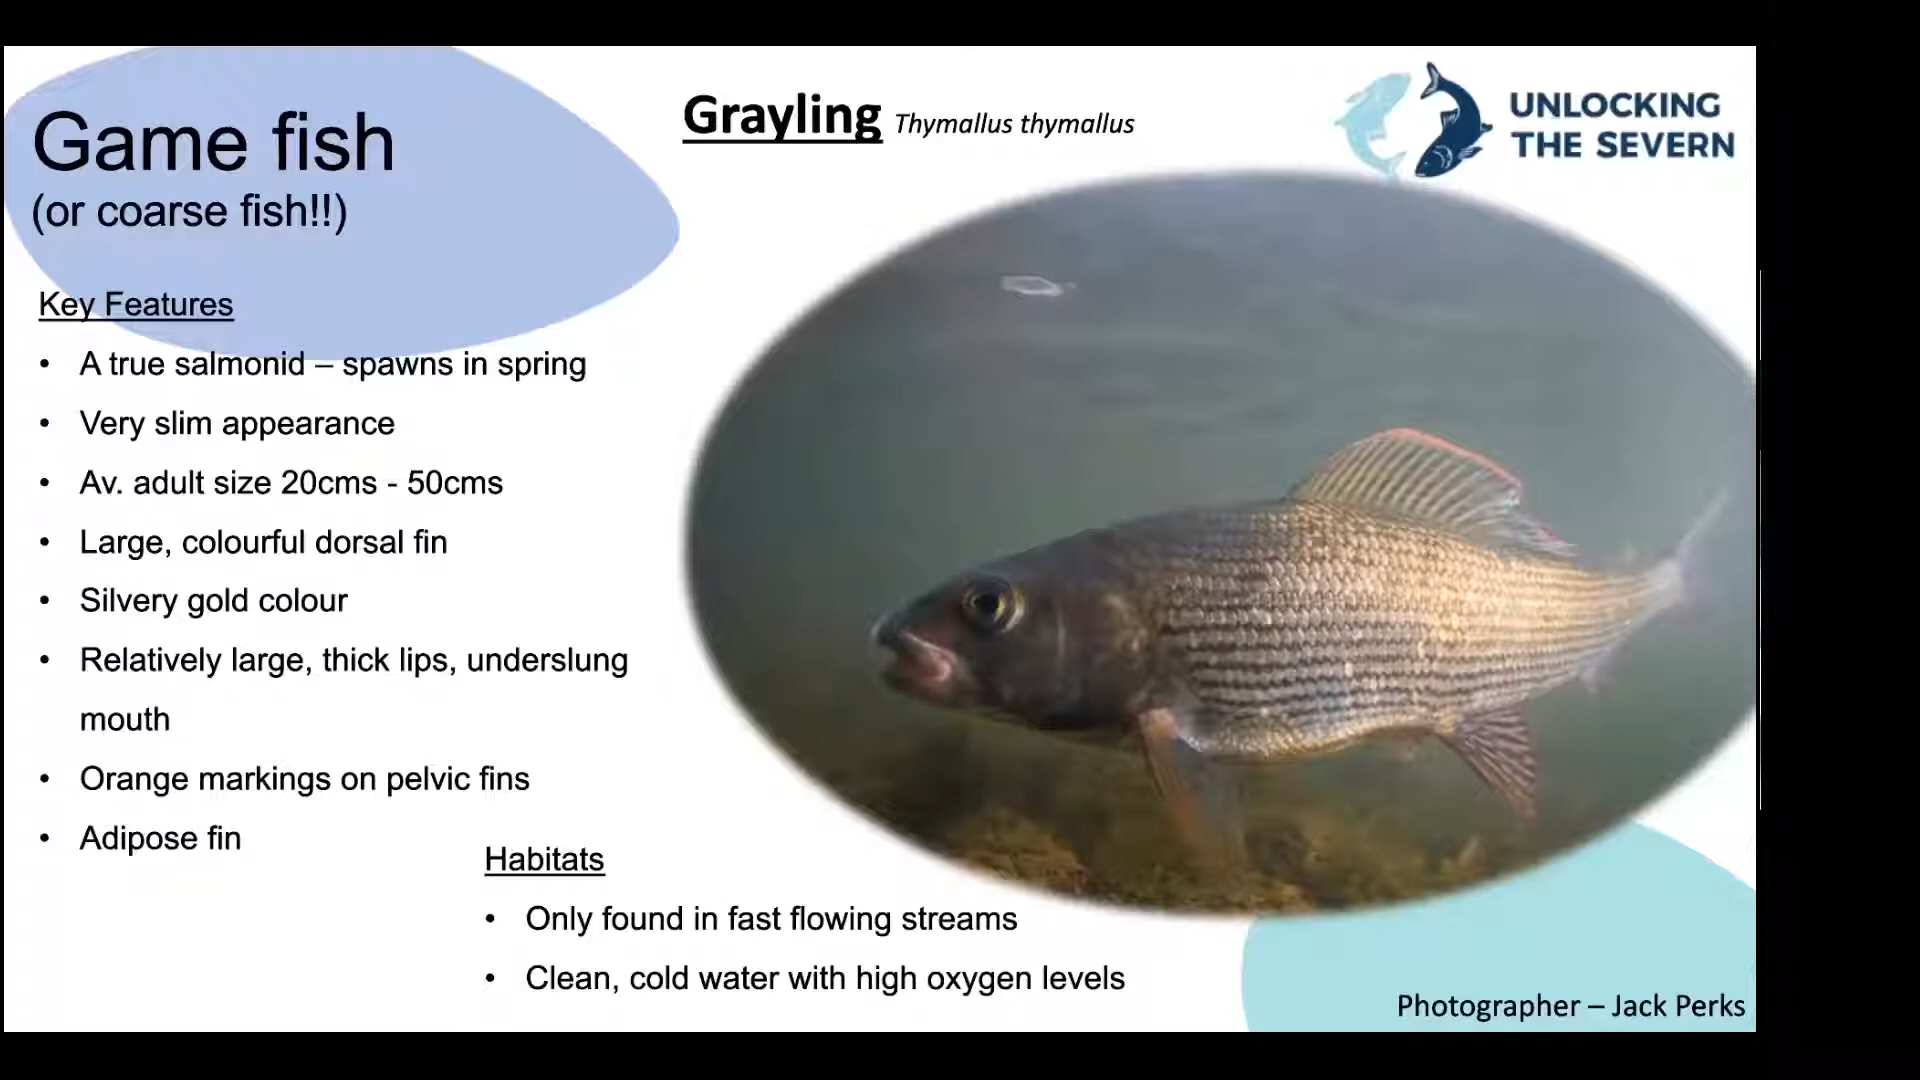 Game fish
(or coarse fish!!)
Grayling Thymallus thymallus
UNLOCKING
THE SEVERN
Key Features
• A true salmonid – spawns in spring
• Very slim appearance
• Av. adult size 20cms - 50cms
• Large, colourful dorsal fin
• Silvery gold colour
• Relatively large, thick lips, underslung
mouth
• Orange markings on pelvic fins
• Adipose fin
Habitats
• Only found in fast flowing streams
• Clean, cold water with high oxygen levels
Photographer – Jack Perks